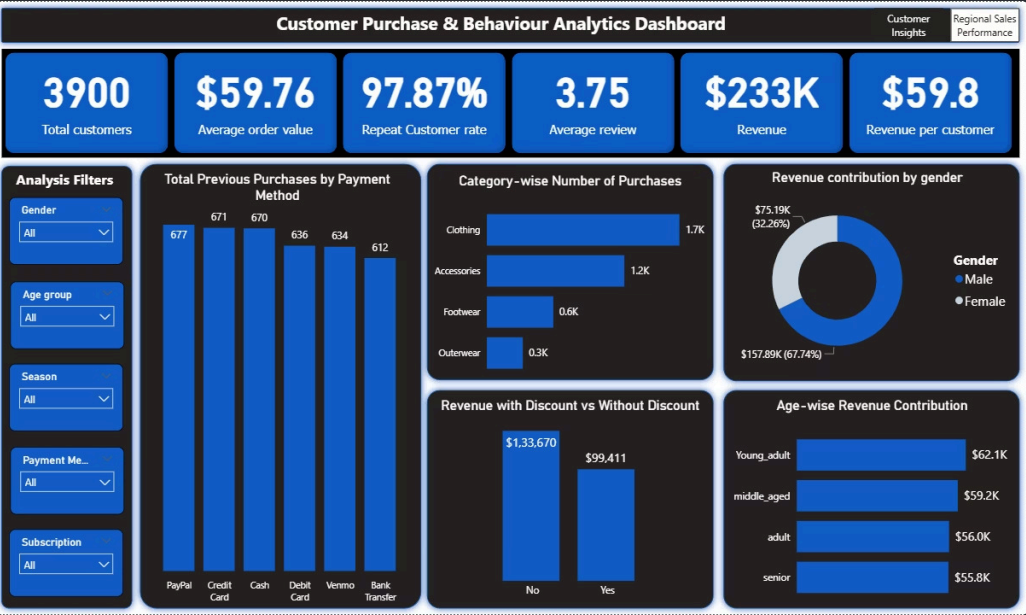 Customer Purchase & Behaviour Analytics Dashboard
Customer
Insights
Regional Sales
Performance
3900
Total customers
$59.76
Average order value
97.87%
Repeat Customer rate
3.75
Average review
$233K
Revenue
$59.8
Revenue per customer
Analysis Filters
Gender
All
Age group
All
Season
All
Payment Me...
All
Subscription
All
Total Previous Purchases by Payment
Method
677
671
670
636
634
612
PayPal
Credit
Card
Cash
Debit
Card
Venmo
Bank
Transfer
Category-wise Number of Purchases
Clothing
1.7K
Accessories
1.2K
Footwear
0.6K
Outerwear
0.3K
Revenue contribution by gender
$75.19K
(32.26%)
$157.89K (67.74%)
Gender
Male
Female
Revenue with Discount vs Without Discount
$1,33,670
$99,411
No
Yes
Age-wise Revenue Contribution
Young_adult
$62.1K
middle_aged
$59.2K
adult
$56.0K
senior
$55.8K